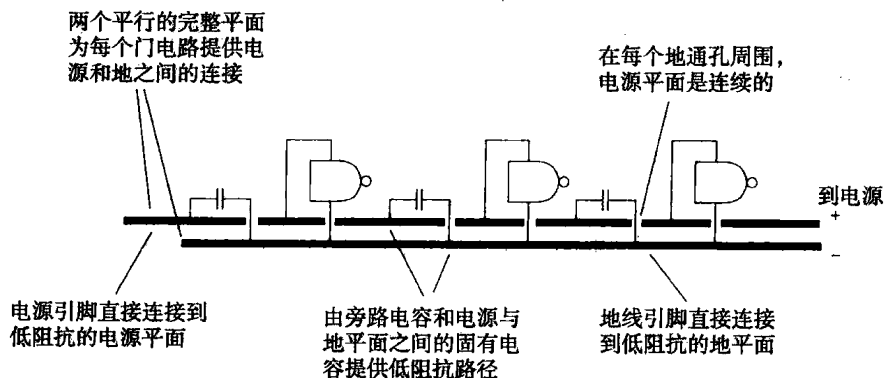 两个平行的完整平面
为每个门电路提供电
源和地之间的连接
在每个地通孔周围，
电源平面是连续的
到电源
+
−
电源引脚直接连接到
低阻抗的电源平面
由旁路电容和电源与
地平面之间的固有电
容提供低阻抗路径
地线引脚直接连接
到低阻抗的地平面